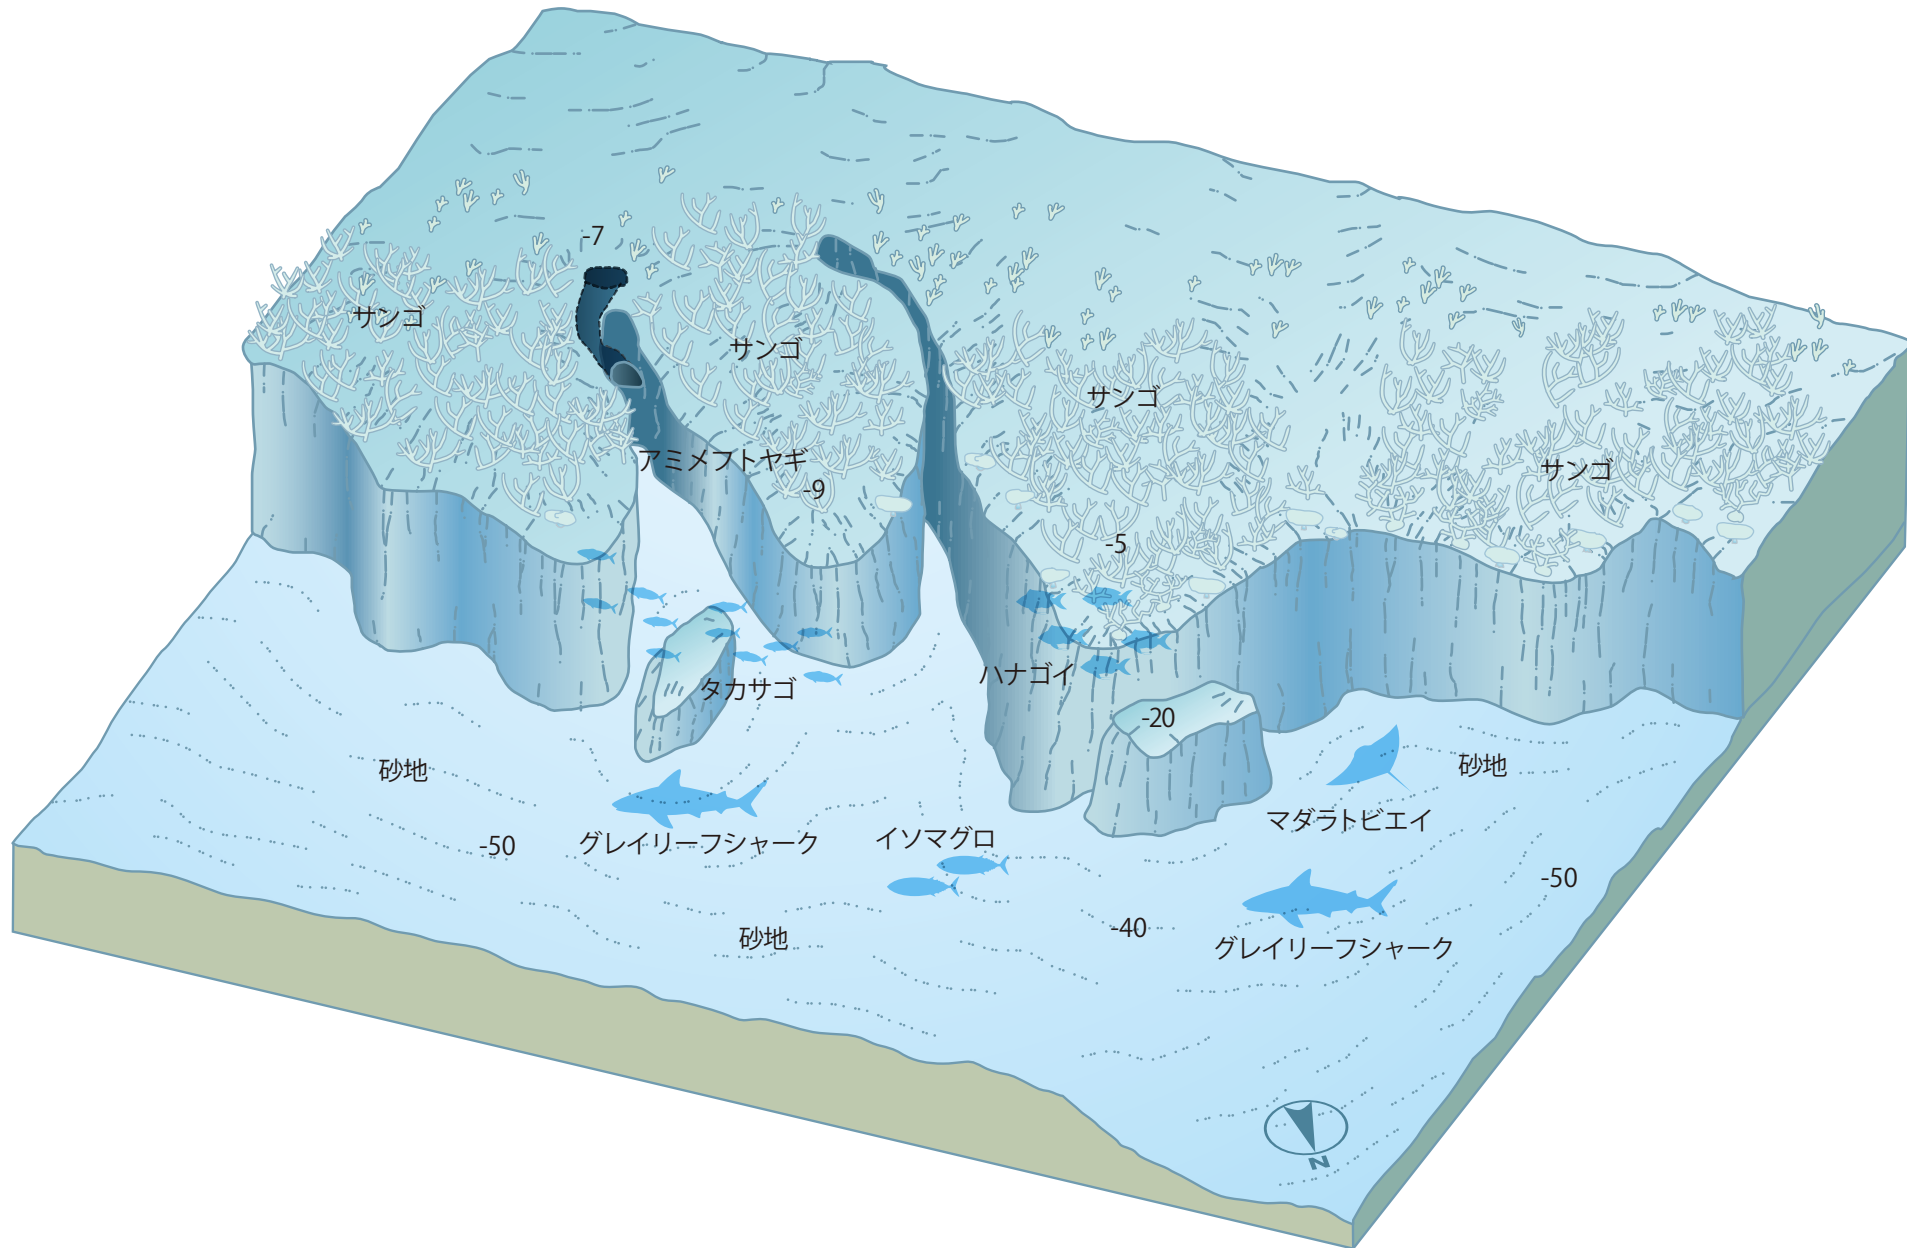 -7
サンゴ
サンゴ
サンゴ
アミメフトヤギ
サンゴ
-9
-5
ハナゴイ
タカサゴ
-20
砂地
砂地
マダラトビエイ
-50
グレイリーフシャーク
イソマグロ
-50
-40
砂地
グレイリーフシャーク
N